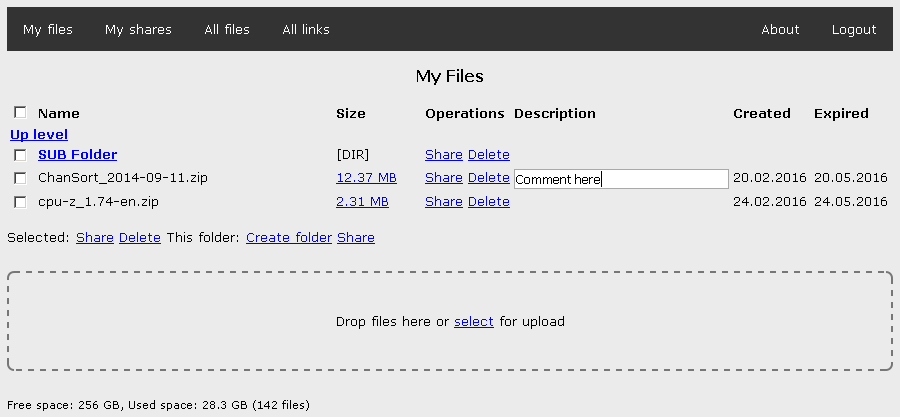 My files My shares All files All links About Logout
My Files
Name Size Operations Description Created Expired
Up level
SUB Folder [DIR] Share Delete
ChanSort_2014-09-11.zip 12.37 MB Share Delete Comment here 20.02.2016 20.05.2016
cpu-z_1.74-en.zip 2.31 MB Share Delete 24.02.2016 24.05.2016
Selected: Share Delete This folder: Create folder Share
Drop files here or select for upload
Free space: 256 GB, Used space: 28.3 GB (142 files)